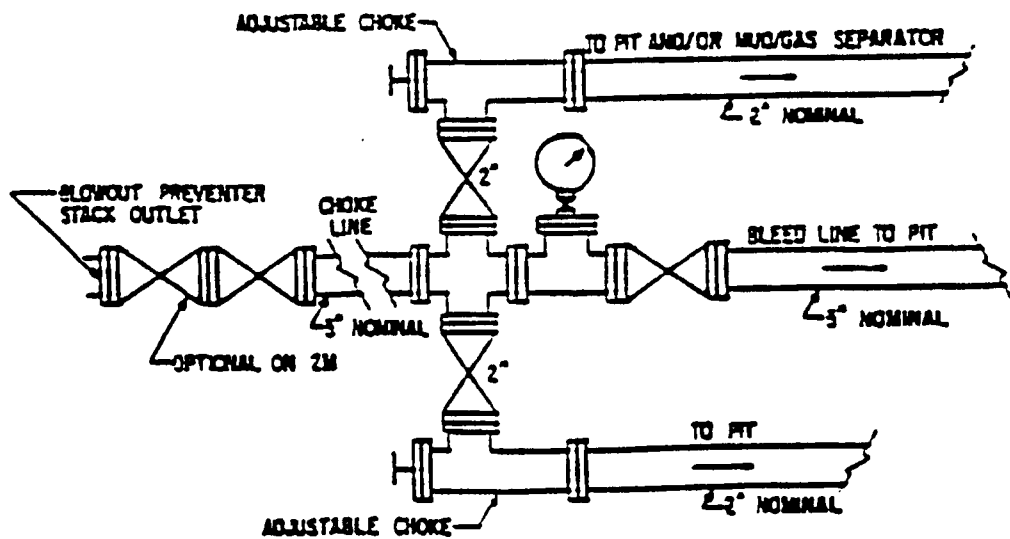 ADJUSTABLE CHOKE
TO PIT AND/OR MUD/GAS SEPARATOR
2" NOMINAL
2"
BLOWOUT PREVENTER
STACK OUTLET
CHOKE
LINE
BLEED LINE TO PIT
3" NOMINAL
3" NOMINAL
OPTIONAL ON 2M
2"
TO PIT
2" NOMINAL
ADJUSTABLE CHOKE